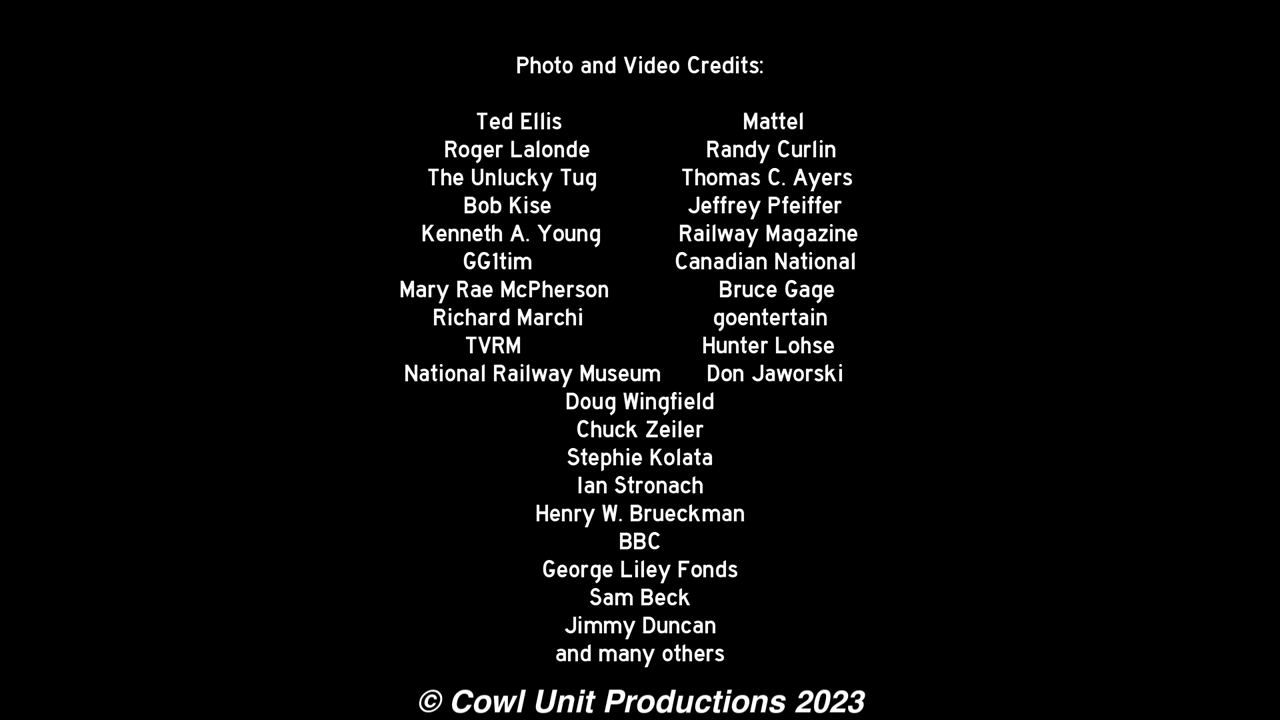 Photo and Video Credits:
Ted Ellis Mattel
Roger Lalonde Randy Curlin
The Unlucky Tug Thomas C. Ayers
Bob Kise Jeffrey Pfeiffer
Kenneth A. Young Railway Magazine
GG1tim Canadian National
Mary Rae McPherson Bruce Gage
Richard Marchi goentertain
TVRM Hunter Lohse
National Railway Museum Don Jaworski
Doug Wingfield
Chuck Zeiler
Stephie Kolata
Ian Stronach
Henry W. Brueckman
BBC
George Liley Fonds
Sam Beck
Jimmy Duncan
and many others
© Cowl Unit Productions 2023